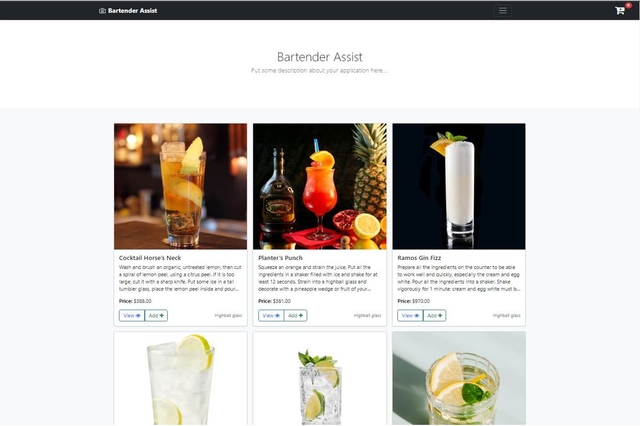 Bartender Assist
6
Bartender Assist
Put some description about your application here...
Cocktail Horse's Neck
Wash and brush an organic, untreated lemon, then cut
a spiral of lemon peel, using a citrus peel. If it is too
large, cut it with a sharp knife. Put some ice in a tall
tumbler glass, place the lemon peel inside and pour...
Price: $388.00
View Add
Highball glass
Planter's Punch
Squeeze an orange and strain the juice. Put all the
ingredients in a shaker filled with ice and shake for at
least 12 seconds. Strain into a highball glass and
decorate with a pineapple wedge or fruit of your...
Price: $381.00
View Add
Highball glass
Ramos Gin Fizz
Prepare all the ingredients on the counter to be able
to work well and quickly, especially the cream and egg
white. Pour all the ingredients into a shaker. Shake
vigorously for 1 minute: cream and egg white must b...
Price: $970.00
View Add
Highball glass